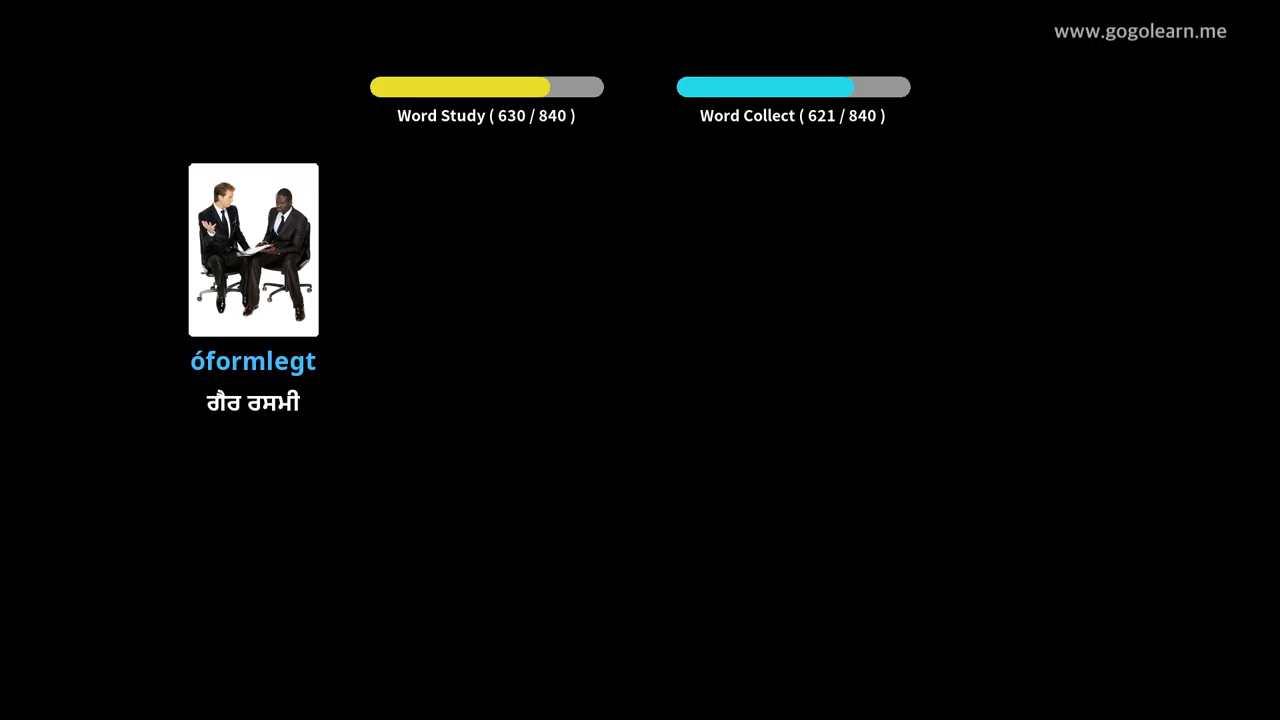 www.gogolearn.me
Word Study ( 630 / 840 )
Word Collect ( 621 / 840 )
óformlegt
ਗੈਰ ਰਸਮੀ